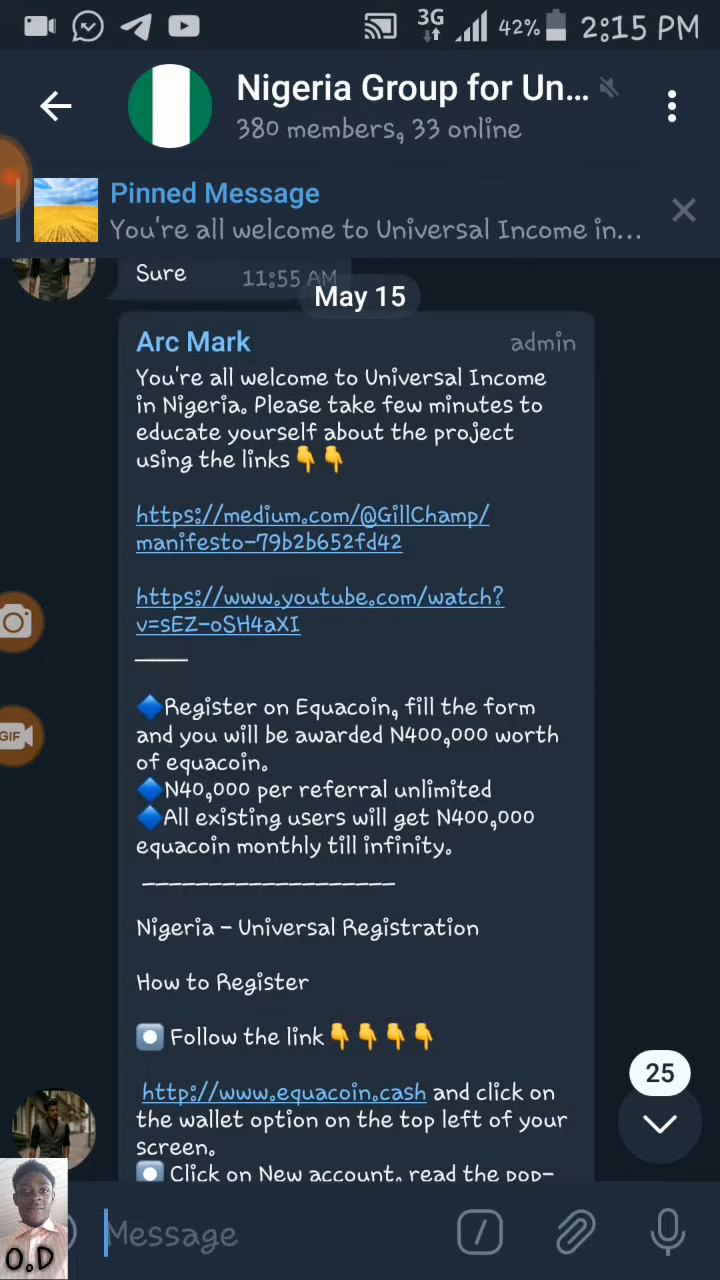 3G
42%
2:15 PM
Nigeria Group for Un...
380 members, 33 online
Pinned Message
You're all welcome to Universal Income in...
Sure 11:55 AM
May 15
Arc Mark admin
You're all welcome to Universal Income
in Nigeria. Please take few minutes to
educate yourself about the project
using the links👇👇
https://medium.com/@GillChamp/
manifesto-79b2b652fd42
https://www.youtube.com/watch?
v=sEZ-oSH4aXI
🔷Register on Equacoin, fill the form
and you will be awarded N400,000 worth
of equacoin.
🔷N40,000 per referral unlimited
🔷All existing users will get N400,000
equacoin monthly till infinity.
-------------------
Nigeria - Universal Registration
How to Register
⏺ Follow the link👇👇👇👇
http://www.equacoin.cash and click on
the wallet option on the top left of your
screen.
⏺ Click on New account, read the pop-
25
GIF
Message
O.D